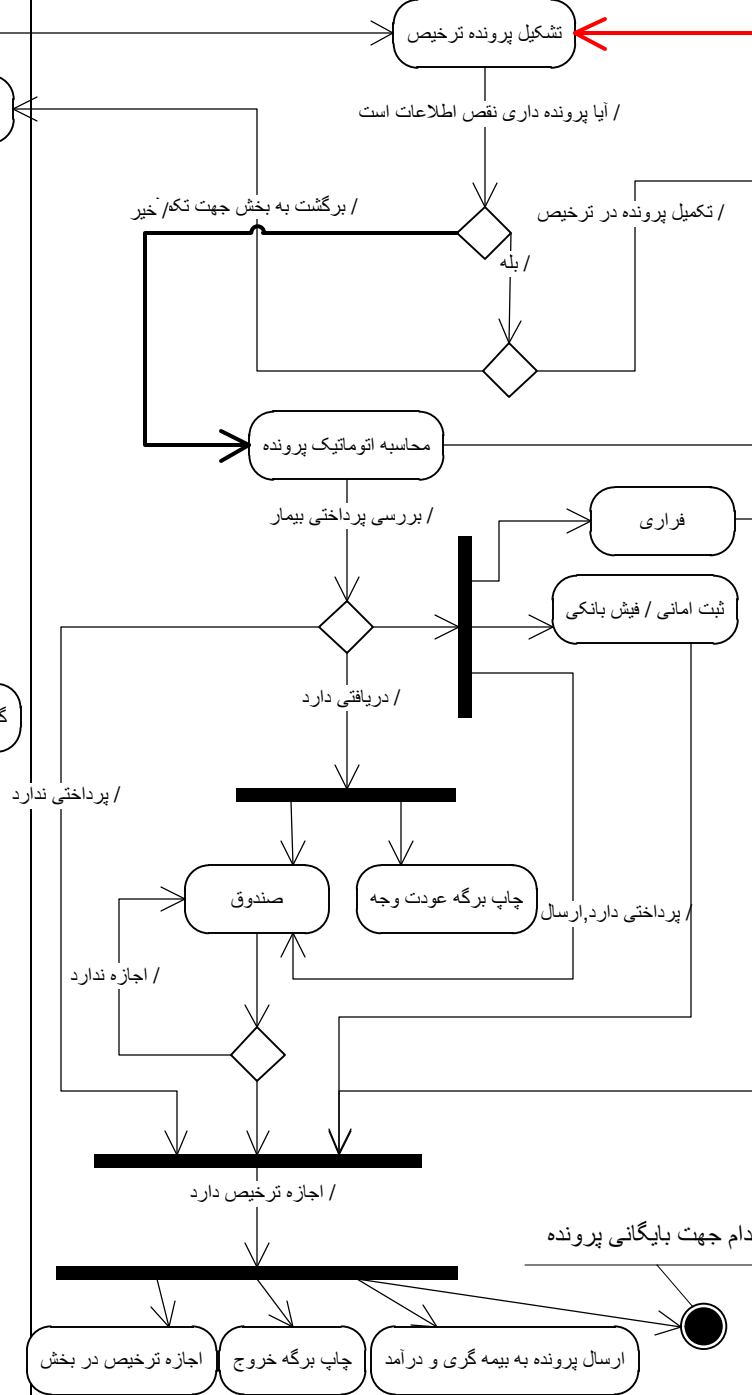 تشکیل پرونده ترخیص
/ آیا پرونده داری نقص اطلاعات است
/ برگشت به بخش جهت تک
/ خیر
/ تکمیل پرونده در ترخیص
/ بله
محاسبه اتوماتیک پرونده
/ بررسی پرداختی بیمار
فراری
ثبت امانی / فیش بانکی
/ دریافتی دارد
/ پرداختی ندارد
صندوق
چاپ برگه عودت وجه
/ پرداختی دارد,ارسال
/ اجازه ندارد
/ اجازه ترخیص دارد
دام جهت بایگانی پرونده
اجازه ترخیص در بخش
چاپ برگه خروج
ارسال پرونده به بیمه گری و درآمد